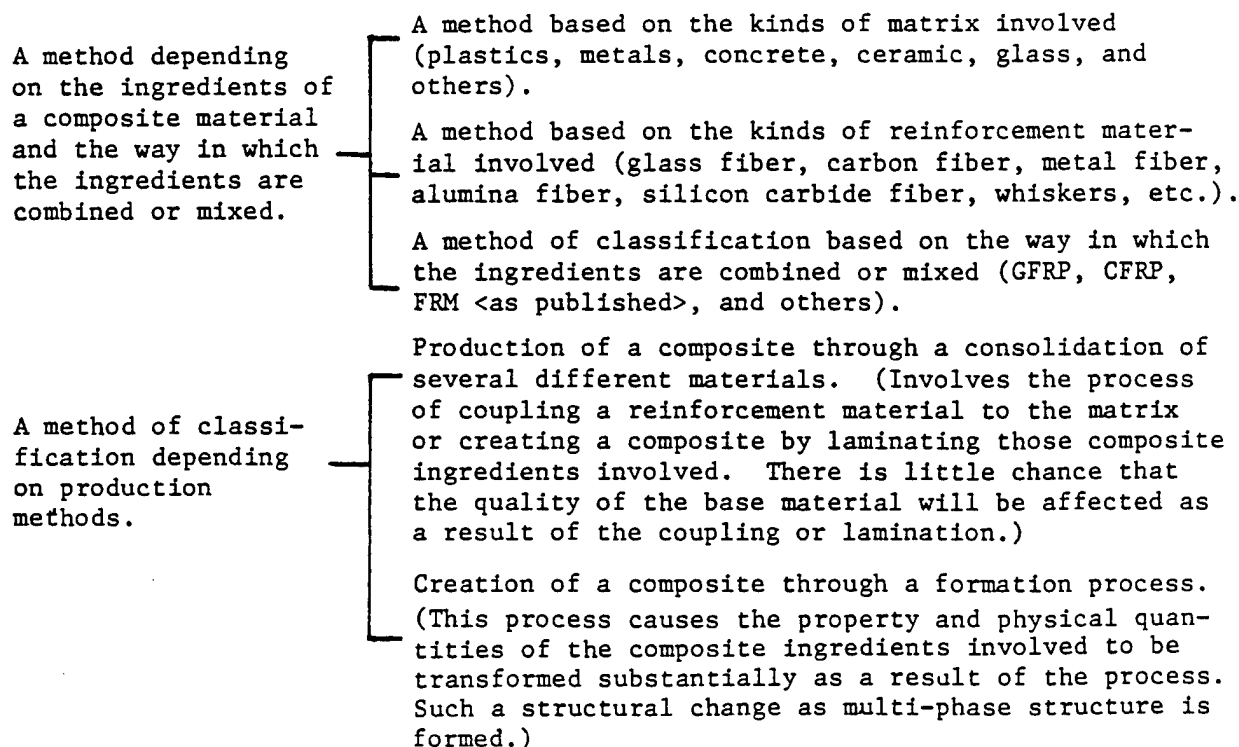 A method depending
on the ingredients of
a composite material
and the way in which
the ingredients are
combined or mixed.
A method based on the kinds of matrix involved
(plastics, metals, concrete, ceramic, glass, and
others).
A method based on the kinds of reinforcement mater-
ial involved (glass fiber, carbon fiber, metal fiber,
alumina fiber, silicon carbide fiber, whiskers, etc.).
A method of classification based on the way in which
the ingredients are combined or mixed (GFRP, CFRP,
FRM <as published>, and others).
A method of classi-
fication depending
on production
methods.
Production of a composite through a consolidation of
several different materials. (Involves the process
of coupling a reinforcement material to the matrix
or creating a composite by laminating those composite
ingredients involved. There is little chance that
the quality of the base material will be affected as
a result of the coupling or lamination.)
Creation of a composite through a formation process.
(This process causes the property and physical quan-
tities of the composite ingredients involved to be
transformed substantially as a result of the process.
Such a structural change as multi-phase structure is
formed.)